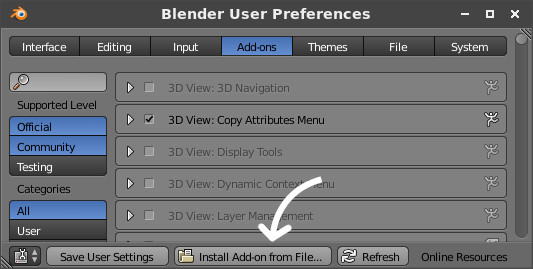 Blender User Preferences
Interface Editing Input Add-ons Themes File System
Supported Level
Official
Community
Testing
Categories
All
User
3D View: 3D Navigation
3D View: Copy Attributes Menu
3D View: Display Tools
3D View: Dynamic Context Menu
3D View: Layer Management
Save User Settings Install Add-on from File... Refresh Online Resources